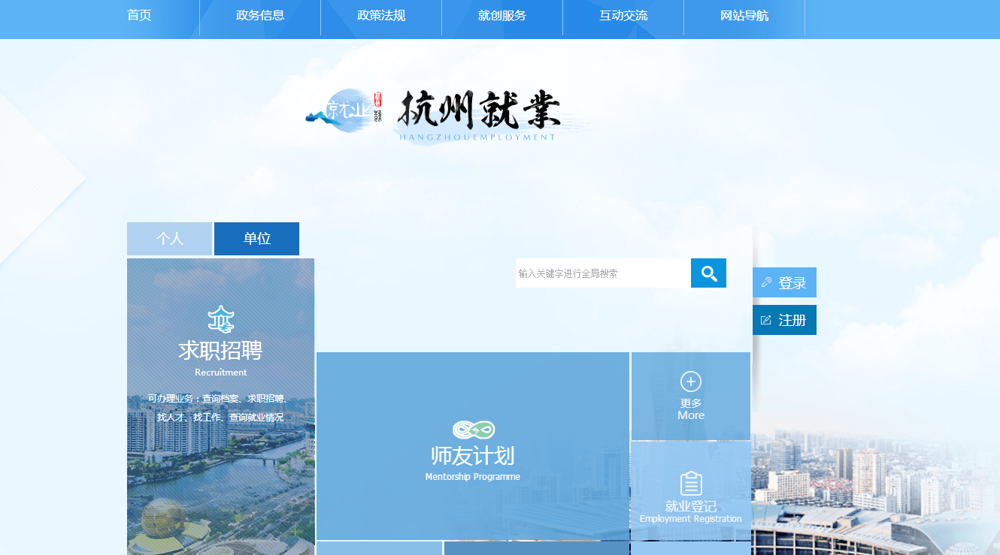 首页 政务信息 政策法规 就创服务 互动交流 网站导航
就业
杭州就業
HANGZHOUEMPLOYMENT
个人 单位
输入关键字进行全局搜索
登录
注册
求职招聘
Recruitment
可办理业务：查询档案、求职招聘、
找人才、找工作、查询就业情况
师友计划
Mentorship Programme
更多
More
就业登记
Employment Registration